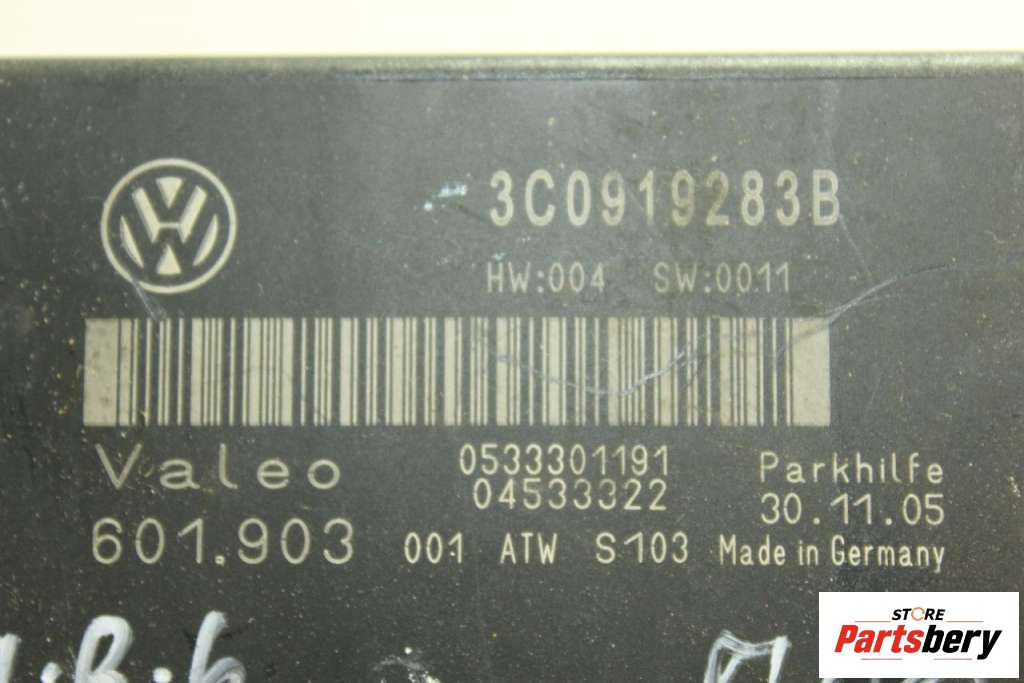 3C0919283B
HW:004 SW:0011
Valeo
0533301191
04533322
Parkhilfe
30.11.05
601.903
001 ATW S103 Made in Germany
STORE
Partsbery